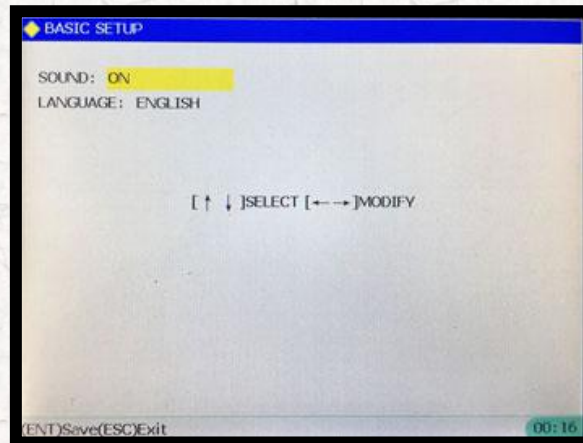 BASIC SETUP
SOUND: ON
LANGUAGE: ENGLISH
[↑ ↓]SELECT [←→]MODIFY
(ENT)Save(ESC)Exit
00:16